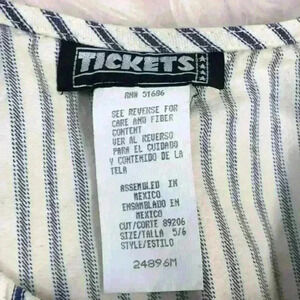 TICKETS
RN# 51686
SEE REVERSE FOR
CARE AND FIBER
CONTENT
VER AL REVERSO
PARA EL CUIDADO
Y CONTENIDO DE LA
TELA
ASSEMBLED IN
MEXICO
ENSAMBLADO EN
MEXICO
CUT/CORTE 89206
SIZE/TALLA 5/6
STYLE/ESTILO
24896M